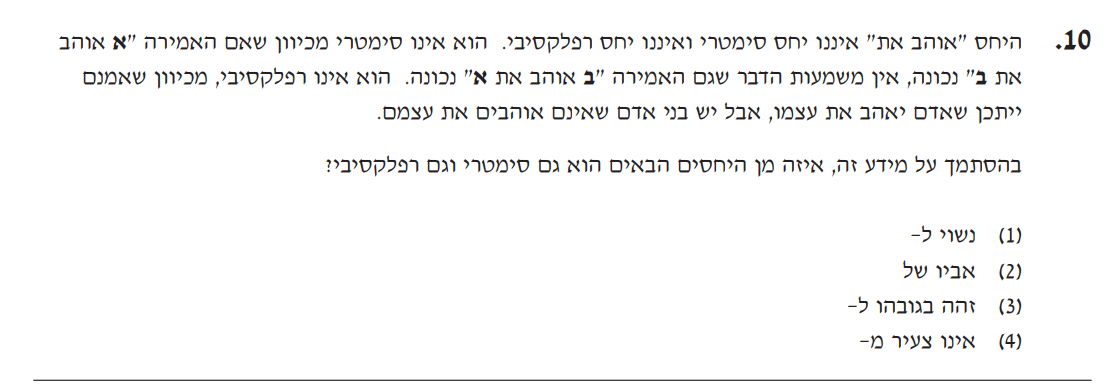 10. היחס "אוהב את" איננו יחס סימטרי ואיננו יחס רפלקסיבי. הוא אינו סימטרי מכיוון שאם האמירה "א אוהב
את ב" נכונה, אין משמעות הדבר שגם האמירה "ב אוהב את א" נכונה. הוא אינו רפלקסיבי, מכיוון שאמנם
ייתכן שאדם יאהב את עצמו, אבל יש בני אדם שאינם אוהבים את עצמם.
בהסתמך על מידע זה, איזה מן היחסים הבאים הוא גם סימטרי וגם רפלקסיבי?
(1) נשוי ל-
(2) אביו של
(3) זהה בגובהו ל-
(4) אינו צעיר מ-